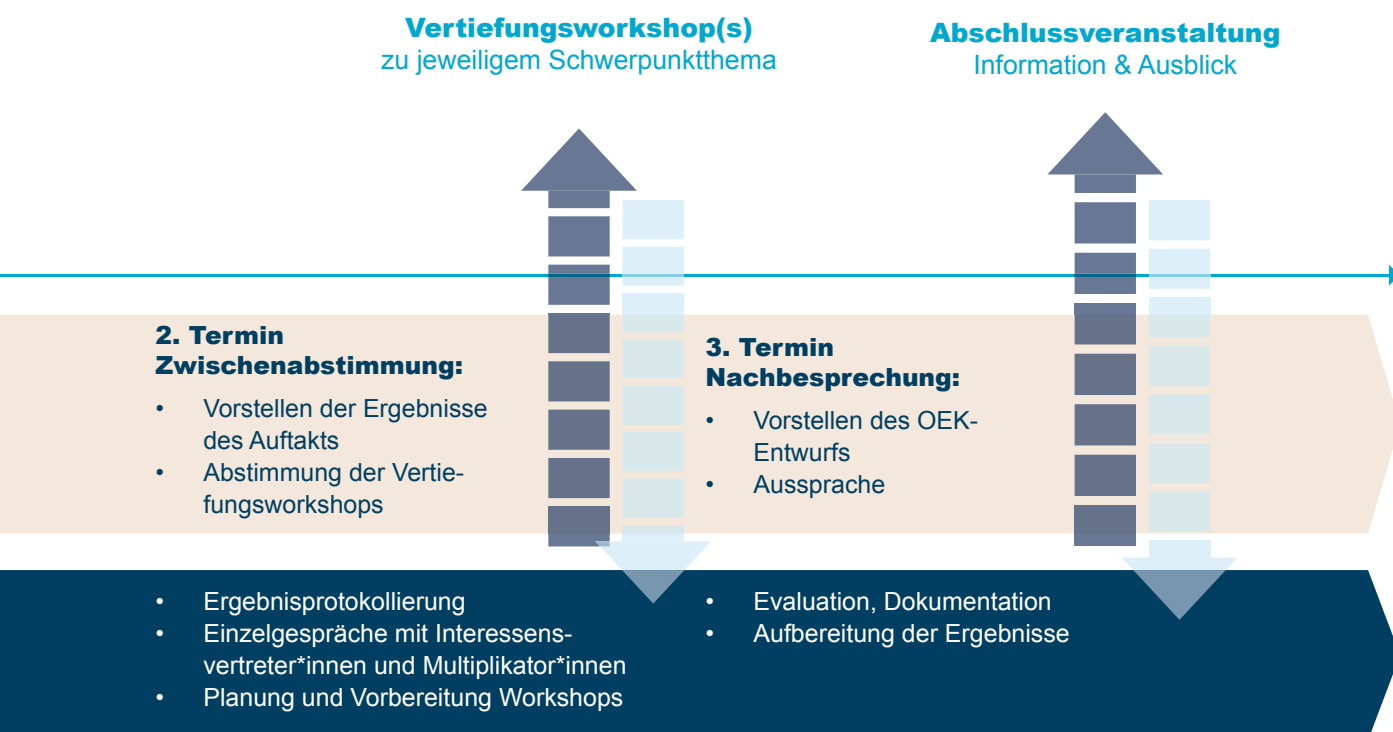 Vertiefungsworkshop(s)
zu jeweiligem Schwerpunktthema
Abschlussveranstaltung
Information & Ausblick
2. Termin
Zwischenabstimmung:
• Vorstellen der Ergebnisse
des Auftakts
• Abstimmung der Vertie-
fungsworkshops
3. Termin
Nachbesprechung:
• Vorstellen des OEK-
Entwurfs
• Aussprache
• Ergebnisprotokollierung
• Einzelgespräche mit Interessens-
vertreter*innen und Multiplikator*innen
• Planung und Vorbereitung Workshops
• Evaluation, Dokumentation
• Aufbereitung der Ergebnisse